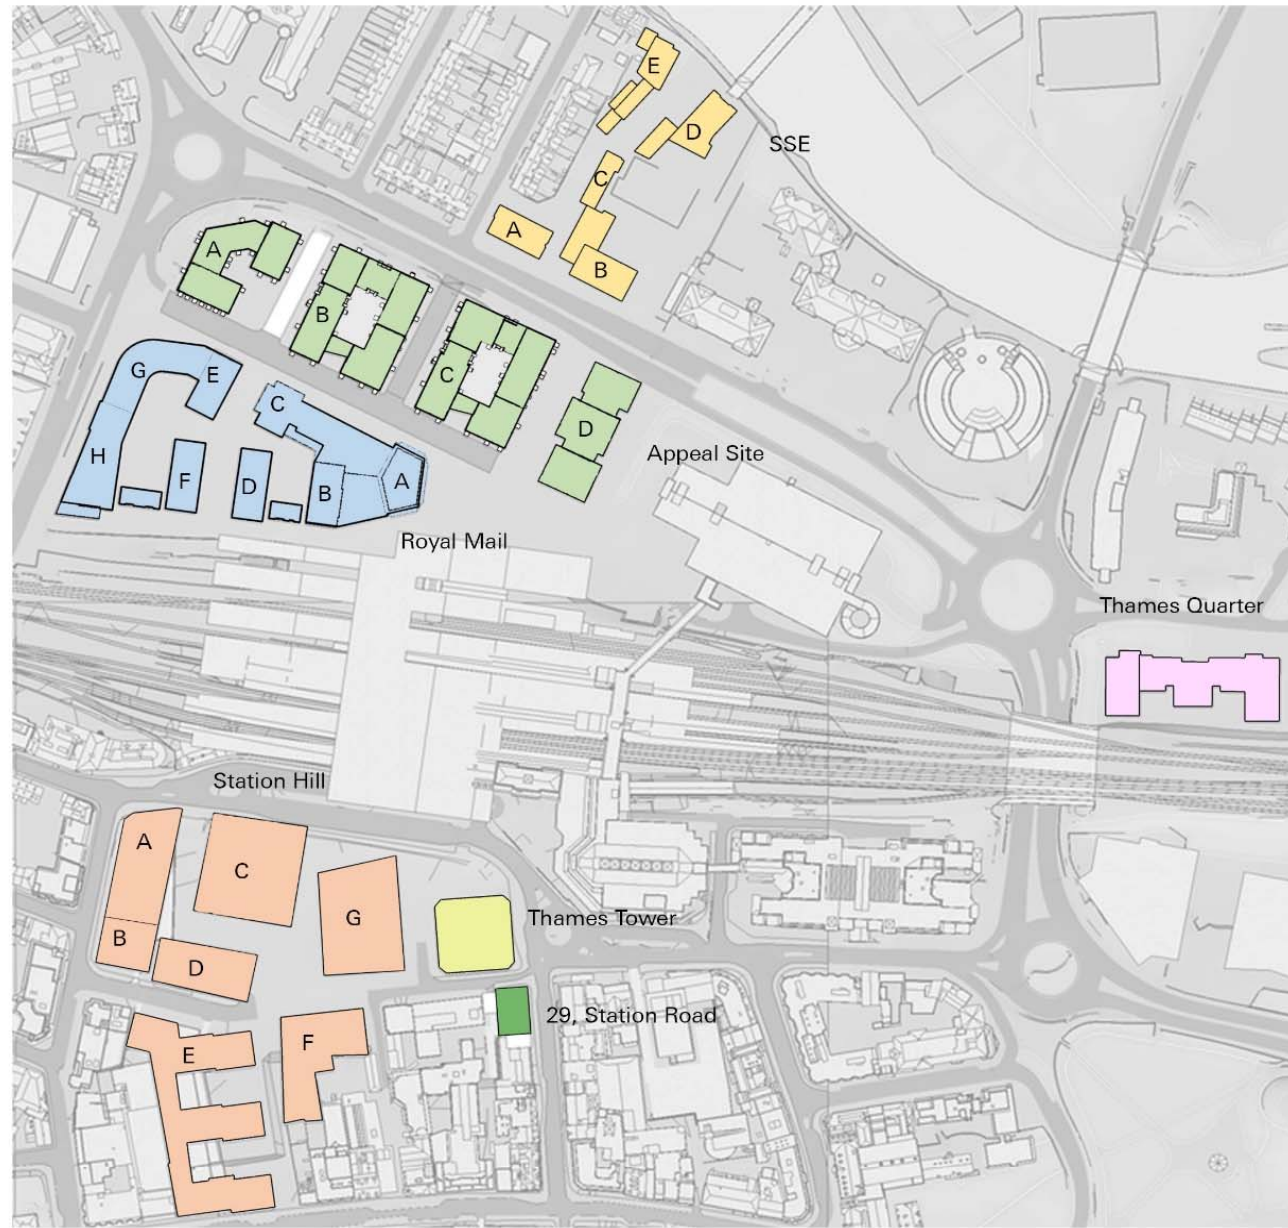 E
D
SSE
C
A
B
A
B
C
D
Appeal Site
G
E
C
H
F
D
B
A
Royal Mail
Thames Quarter
Station Hill
A
C
G
Thames Tower
B
D
29, Station Road
E
F